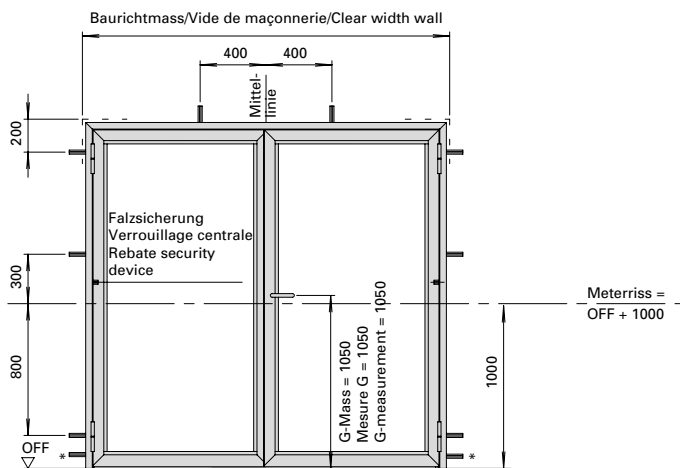 Baurichtmass/Vide de maçonnerie/Clear width wall
400
400
Mittel-
linie
200
Falzsicherung
Verrouillage centrale
Rebate security
device
300
Meterriss =
OFF + 1000
800
G-Mass = 1050
Mesure G = 1050
G-measurement = 1050
1000
OFF
*
*